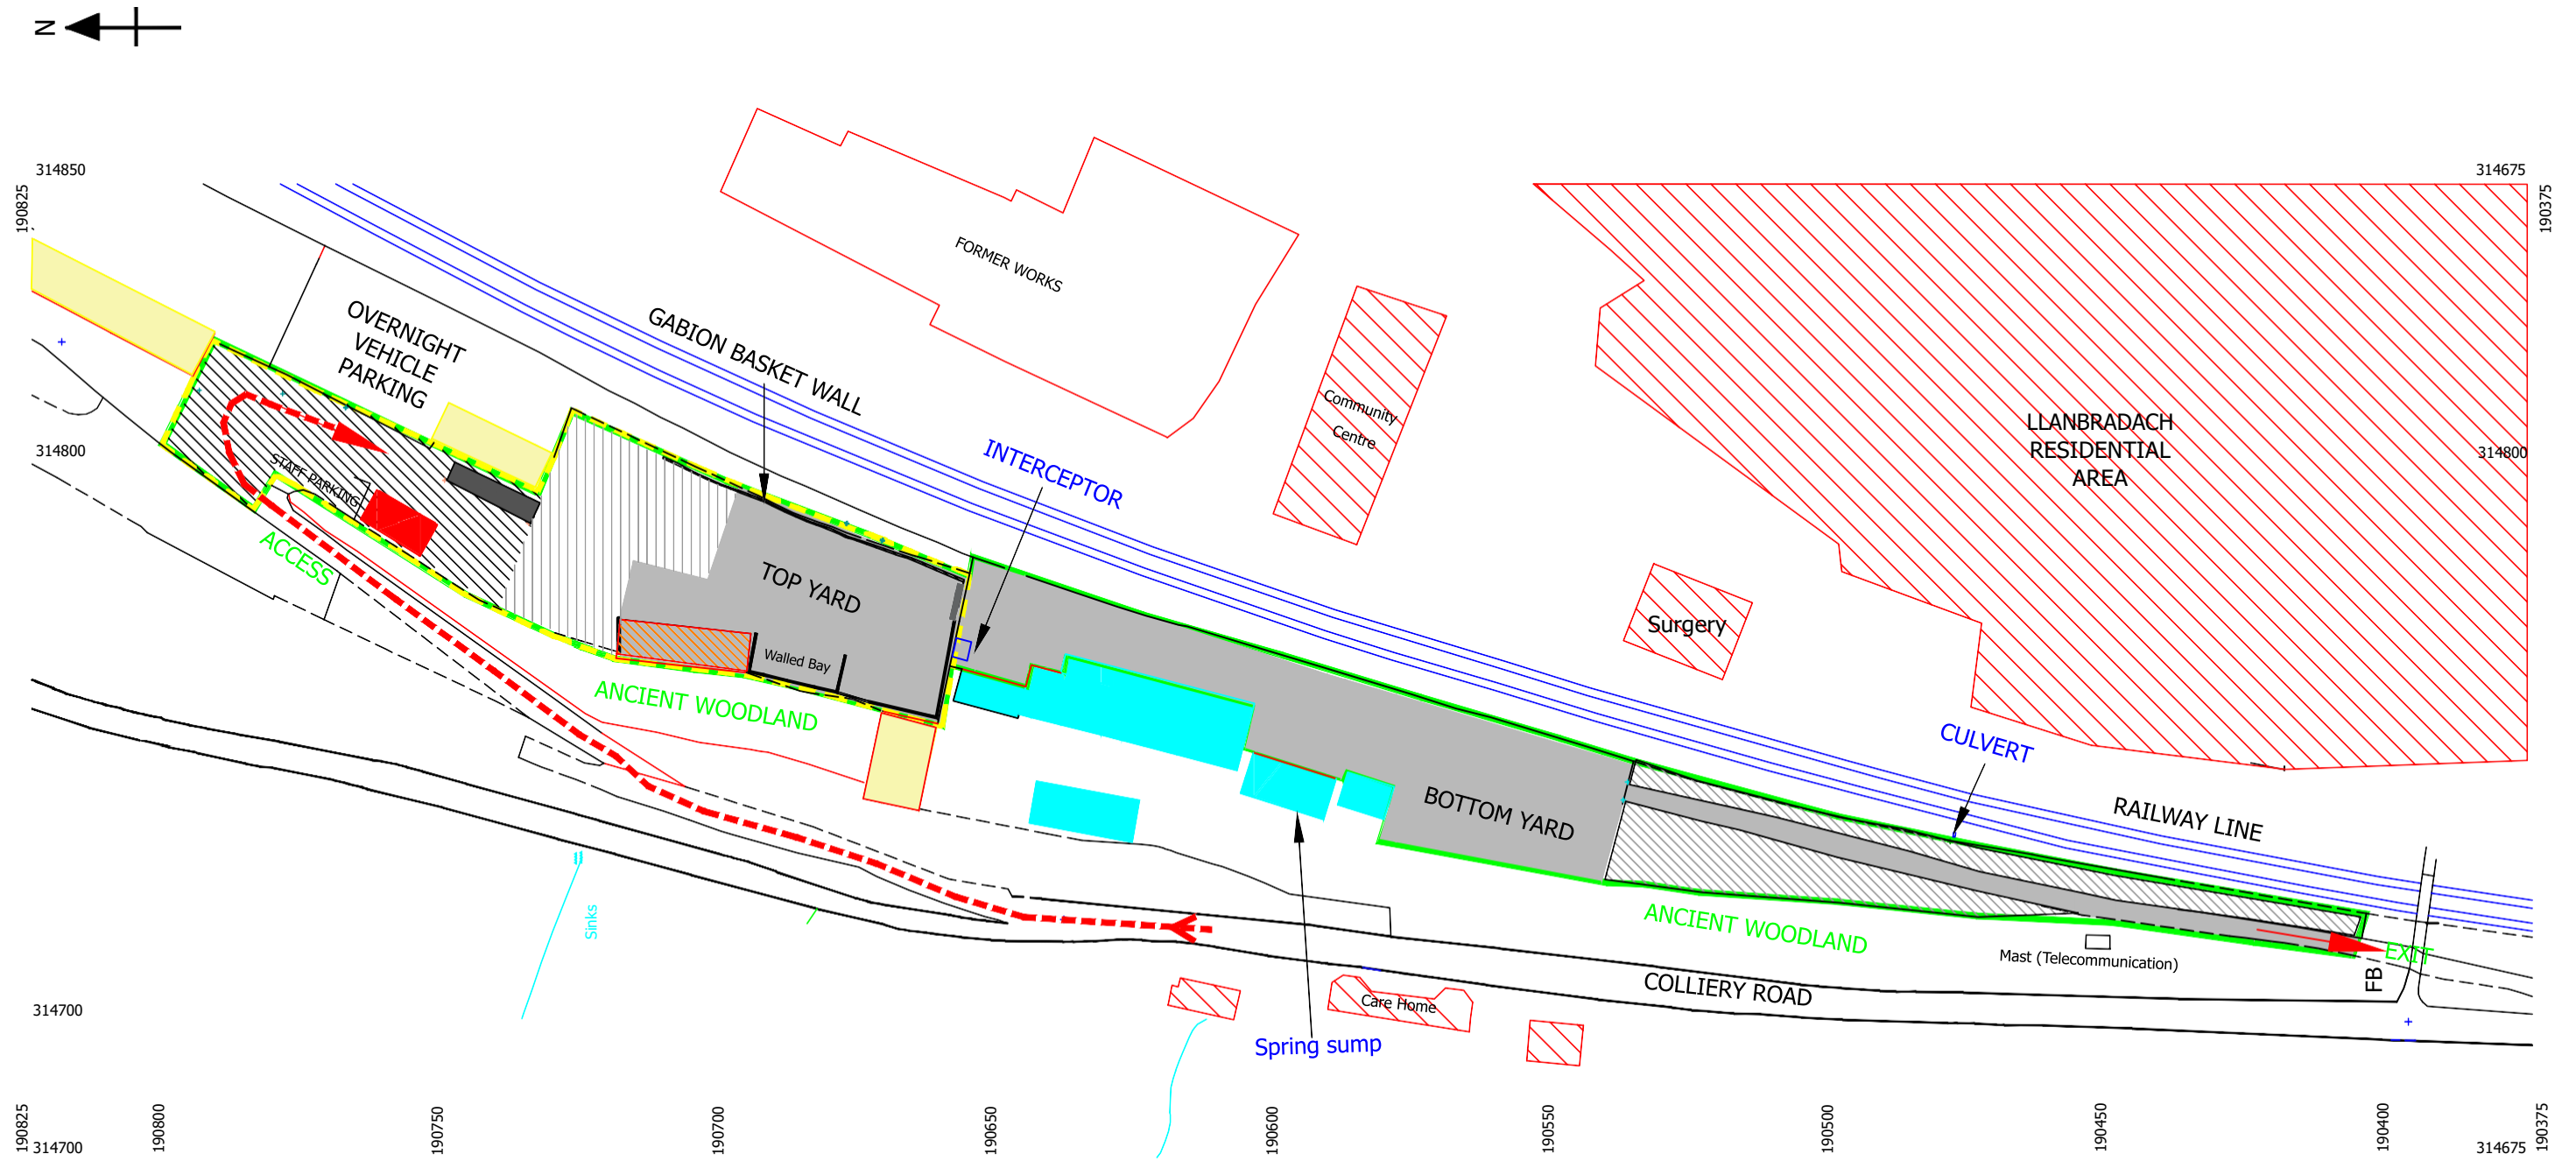 N
314850
314675
190825
190375
FORMER WORKS
OVERNIGHT
VEHICLE
PARKING
GABION BASKET WALL
Community
Centre
LLANBRADACH
RESIDENTIAL
AREA
314800
314800
INTERCEPTOR
STAFF PARKING
ACCESS
TOP YARD
Surgery
Walled Bay
ANCIENT WOODLAND
CULVERT
BOTTOM YARD
RAILWAY LINE
Sinks
ANCIENT WOODLAND
EXIT
Mast (Telecommunication)
FB
COLLIERY ROAD
Care Home
314700
Spring sump
190825
190800
190750
190700
190650
190600
190550
190500
190450
190400
190375
314700
314675